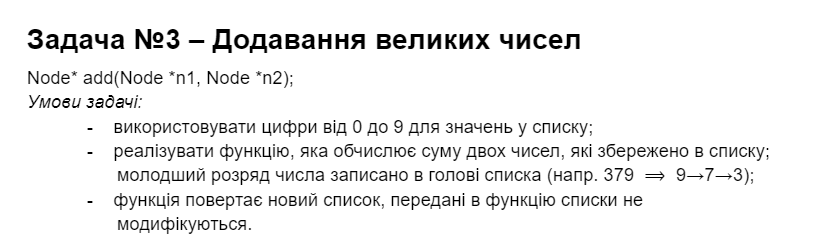 Задача №3 – Додавання великих чисел
Node* add(Node *n1, Node *n2);
Умови задачі:
- використовувати цифри від 0 до 9 для значень у списку;
- реалізувати функцію, яка обчислює суму двох чисел, які збережено в списку;
молодший розряд числа записано в голові списка (напр. 379 ⟹ 9→7→3);
- функція повертає новий список, передані в функцію списки не
модифікуються.